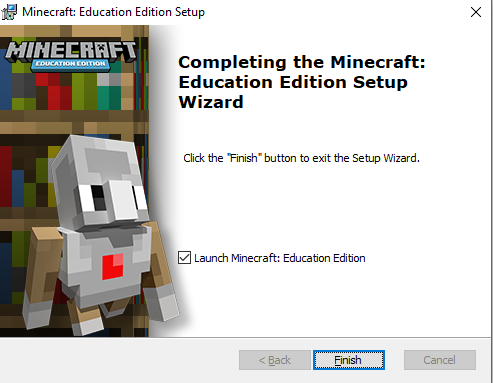 Minecraft: Education Edition Setup
MINECRAFT
EDUCATION EDITION
Completing the Minecraft:
Education Edition Setup
Wizard
Click the "Finish" button to exit the Setup Wizard.
Launch Minecraft: Education Edition
< Back
Finish
Cancel